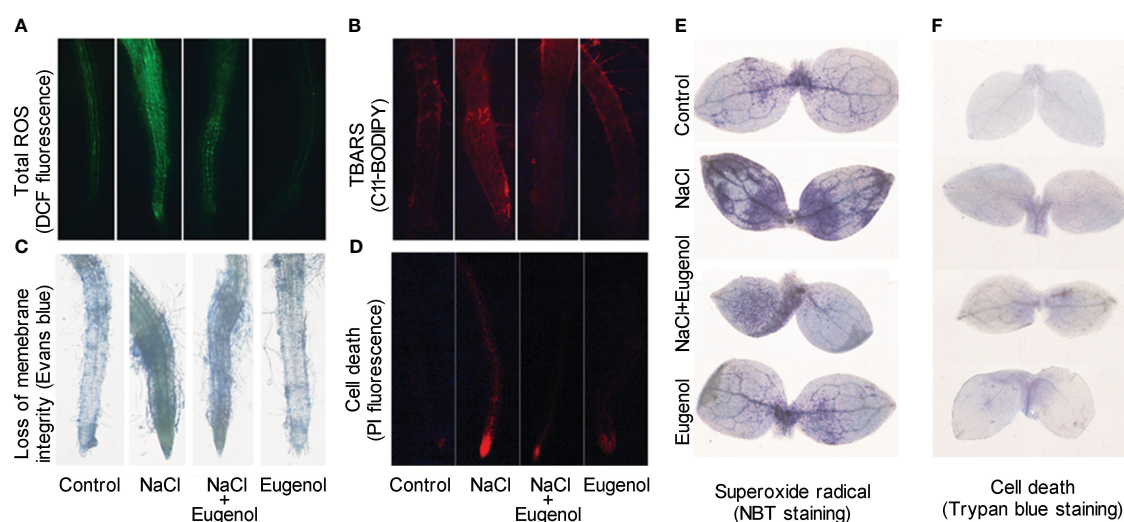 A
B
E
F
Total ROS
(DCF fluorescence)
TBARS
(C11-BODIPY)
C
D
Loss of memebrane
integrity (Evans blue)
Cell death
(PI fluorescence)
Control
NaCl
NaCl
+
Eugenol
Eugenol
Control
NaCl
NaCl
+
Eugenol
Eugenol
Control
NaCl
NaCl+Eugenol
Eugenol
Superoxide radical
(NBT staining)
Cell death
(Trypan blue staining)